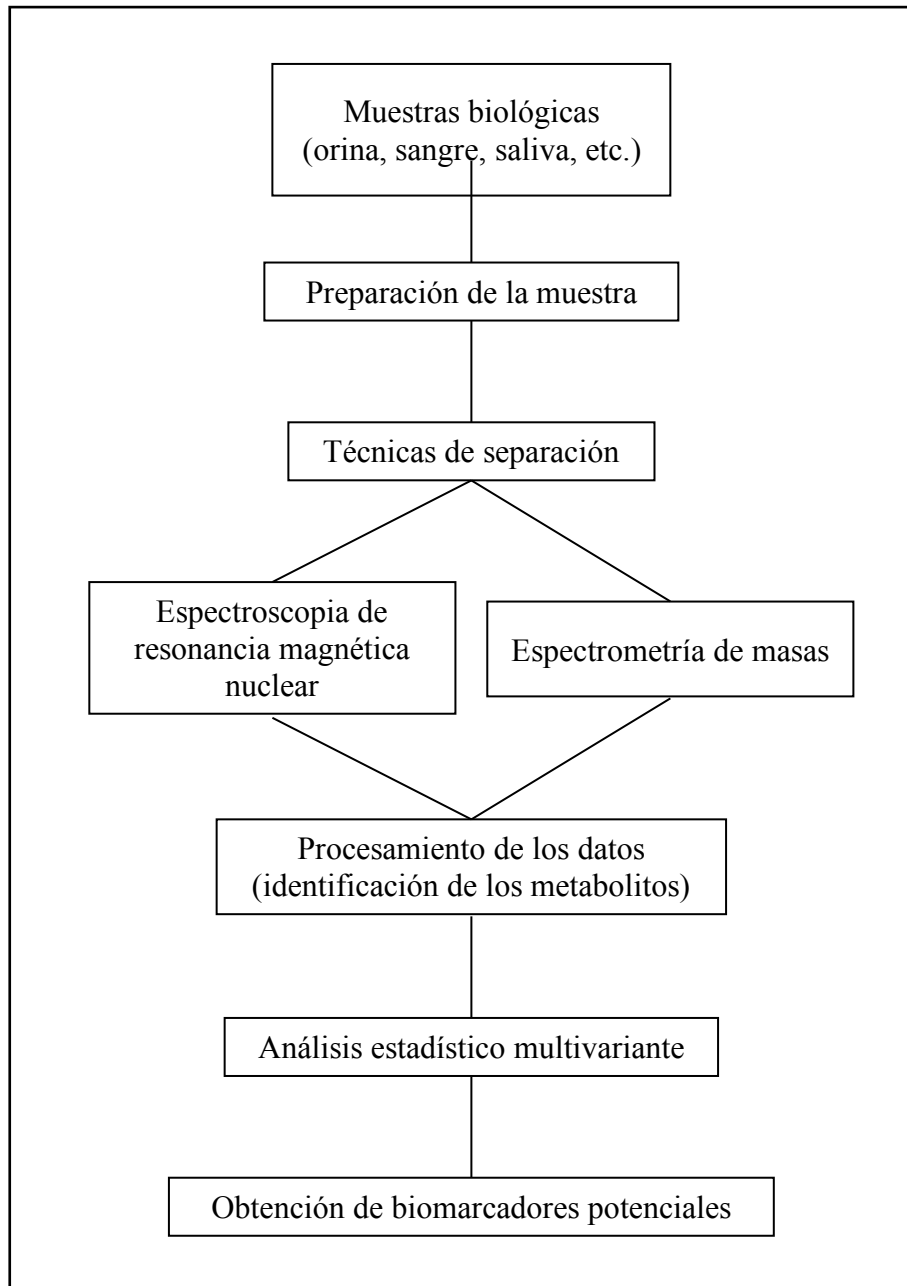 Muestras biológicas
(orina, sangre, saliva, etc.)
Preparación de la muestra
Técnicas de separación
Espectroscopia de
resonancia magnética
nuclear
Espectrometría de masas
Procesamiento de los datos
(identificación de los metabolitos)
Análisis estadístico multivariante
Obtención de biomarcadores potenciales